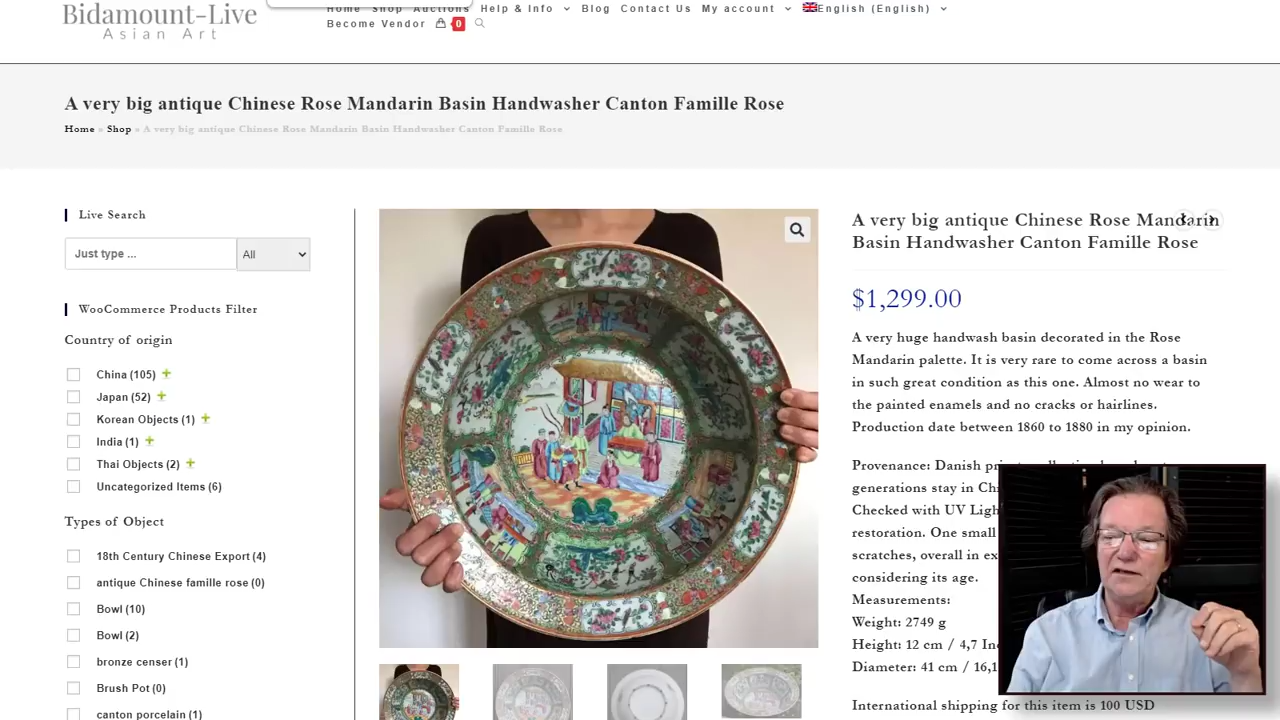 Bidamount-Live
Asian Art
Home Shop Auctions Help & Info Blog Contact Us My account English (English)
Become Vendor 0
A very big antique Chinese Rose Mandarin Basin Handwasher Canton Famille Rose
Home » Shop » A very big antique Chinese Rose Mandarin Basin Handwasher Canton Famille Rose
Live Search
Just type ... All
WooCommerce Products Filter
Country of origin
China (105)
Japan (52)
Korean Objects (1)
India (1)
Thai Objects (2)
Uncategorized Items (6)
Types of Object
18th Century Chinese Export (4)
antique Chinese famille rose (0)
Bowl (10)
Bowl (2)
bronze censer (1)
Brush Pot (0)
canton porcelain (1)
A very big antique Chinese Rose Mandarin
Basin Handwasher Canton Famille Rose
$1,299.00
A very huge handwash basin decorated in the Rose
Mandarin palette. It is very rare to come across a basin
in such great condition as this one. Almost no wear to
the painted enamels and no cracks or hairlines.
Production date between 1860 to 1880 in my opinion.
Provenance: Danish
generations stay in
Checked with UV
restoration. One small
scratches, overall in
considering its age.
Measurements:
Weight: 2749 g
Height: 12 cm / 4,7
Diameter: 41 cm / 16,1
International shipping for this item is 100 USD